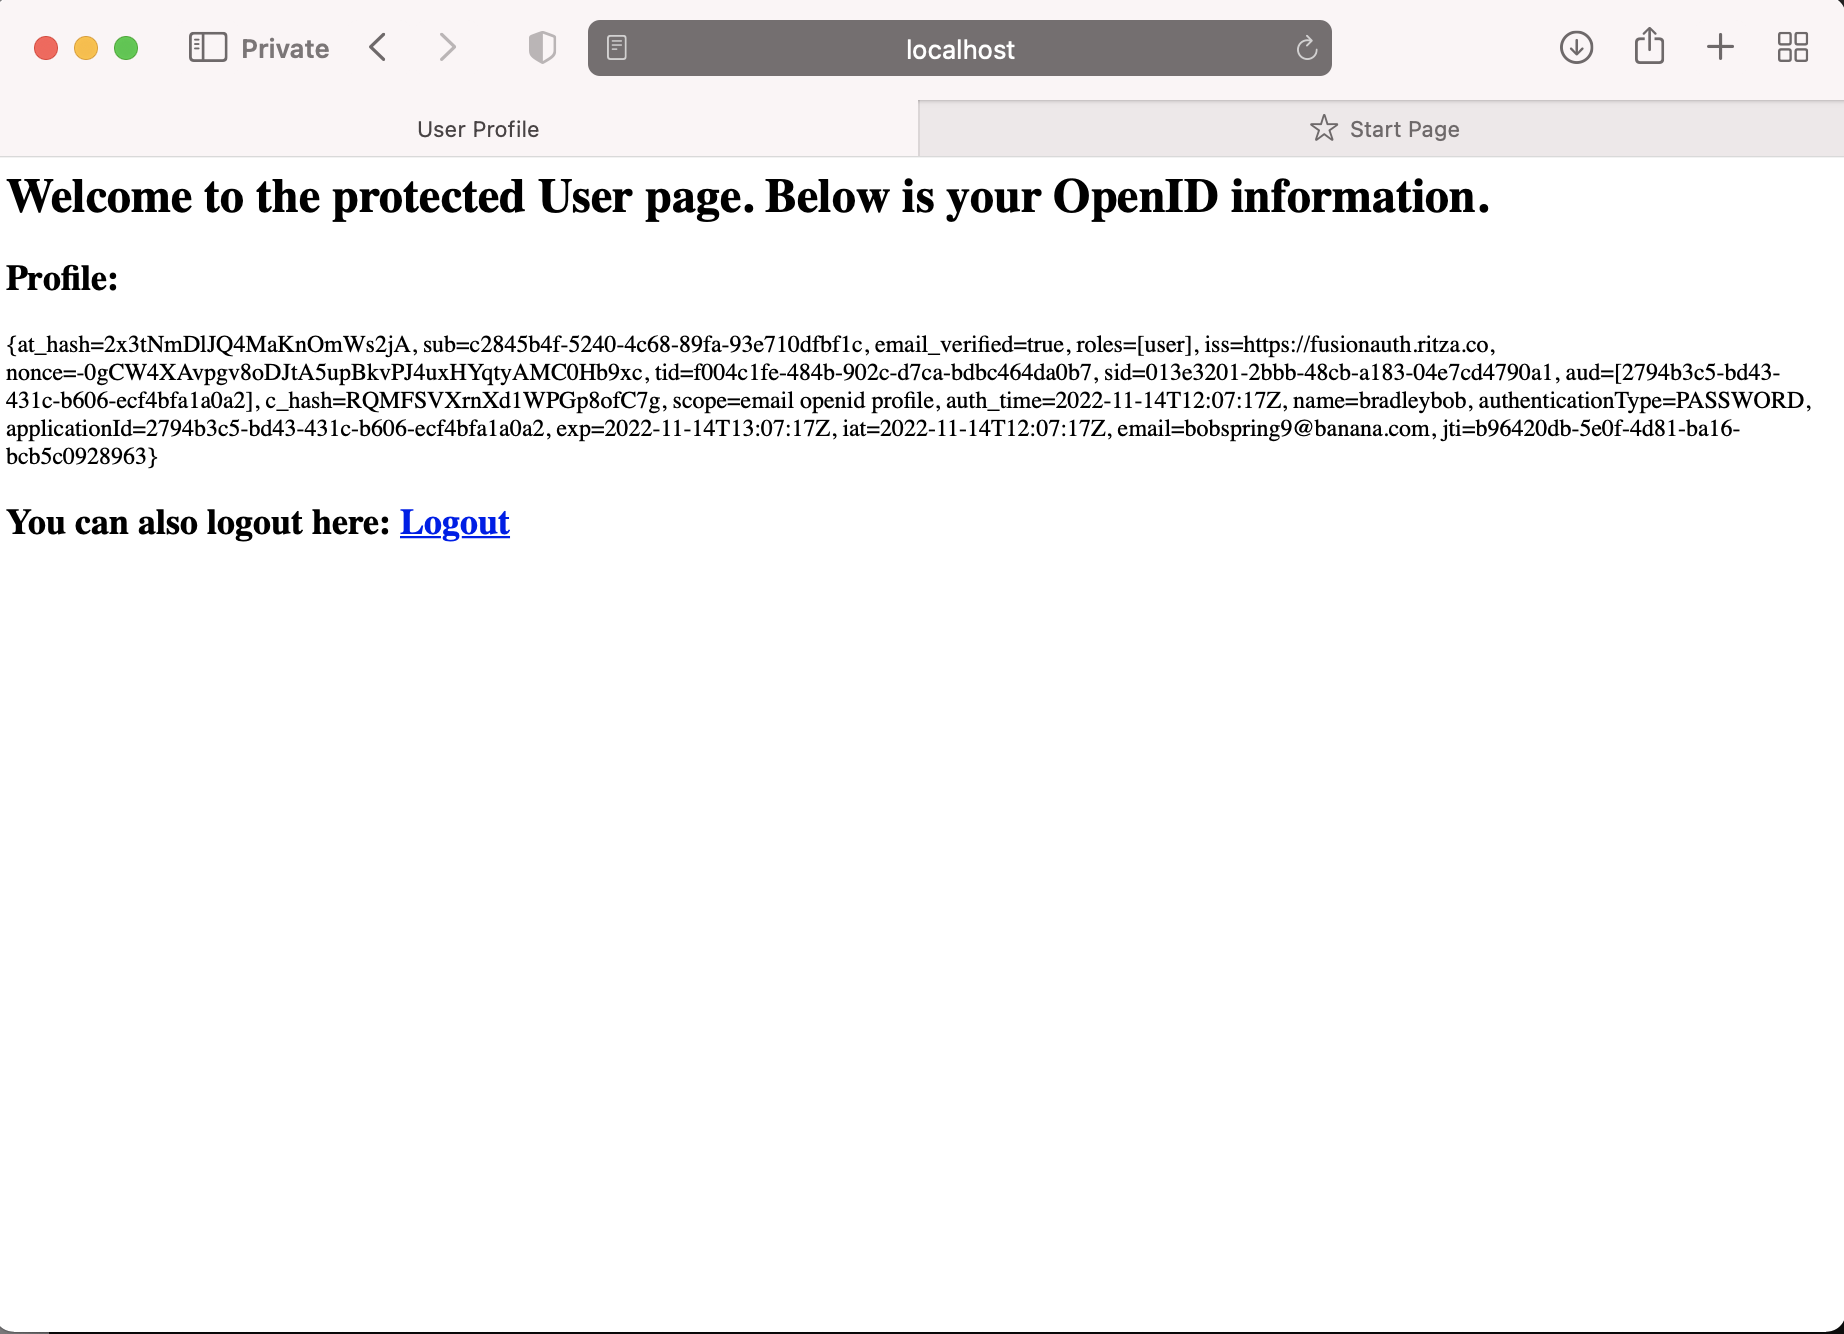 Private
localhost
User Profile
Start Page
Welcome to the protected User page. Below is your OpenID information.
Profile:
{at_hash=2x3tNmDlJQ4MaKnOmWs2jA, sub=c2845b4f-5240-4c68-89fa-93e710dfbf1c, email_verified=true, roles=[user], iss=https://fusionauth.ritza.co,
nonce=-0gCW4XAvpgv8oDJtA5upBkvPJ4uxHYqtyAMC0Hb9xc, tid=f004c1fe-484b-902c-d7ca-bdbc464da0b7, sid=013e3201-2bbb-48cb-a183-04e7cd4790a1, aud=[2794b3c5-bd43-
431c-b606-ecf4bfa1a0a2], c_hash=RQMFSVXrnXd1WPGp8ofC7g, scope=email openid profile, auth_time=2022-11-14T12:07:17Z, name=bradleybob, authenticationType=PASSWORD,
applicationId=2794b3c5-bd43-431c-b606-ecf4bfa1a0a2, exp=2022-11-14T13:07:17Z, iat=2022-11-14T12:07:17Z, email=bobspring9@banana.com, jti=b96420db-5e0f-4d81-ba16-
bcb5c0928963}
You can also logout here: Logout